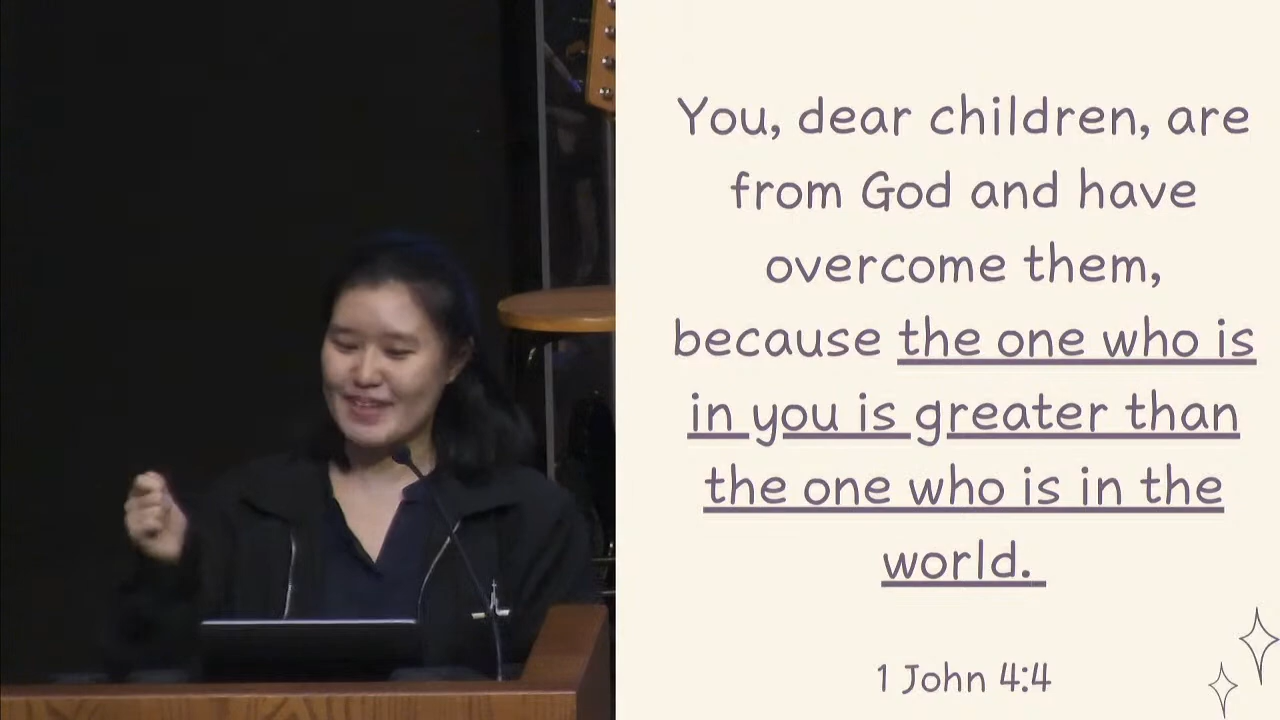 You, dear children, are
from God and have
overcome them,
because the one who is
in you is greater than
the one who is in the
world.
1 John 4:4